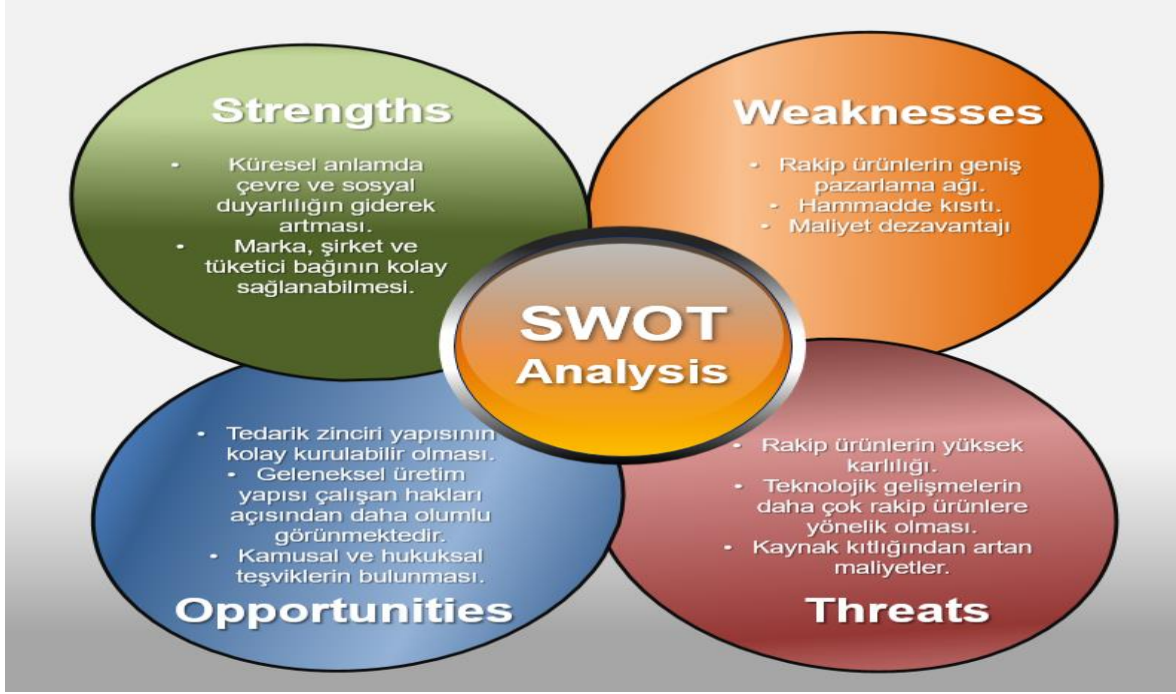 Strengths
• Küresel anlamda
çevre ve sosyal
duyarlılığın giderek
artması.
• Marka, şirket ve
tüketici bağının kolay
sağlanabilmesi.
Weaknesses
• Rakip ürünlerin geniş
pazarlama ağı.
• Hammadde kısıtı.
• Maliyet dezavantajı
SWOT
Analysis
• Tedarik zinciri yapısının
kolay kurulabilir olması.
• Geleneksel üretim
yapısı çalışan hakları
açısından daha olumlu
görünmektedir.
• Kamusal ve hukuksal
teşviklerin bulunması.
Opportunities
• Rakip ürünlerin yüksek
karlılığı.
• Teknolojik gelişmelerin
daha çok rakip ürünlere
yönelik olması.
• Kaynak kıtlığından artan
maliyetler.
Threats